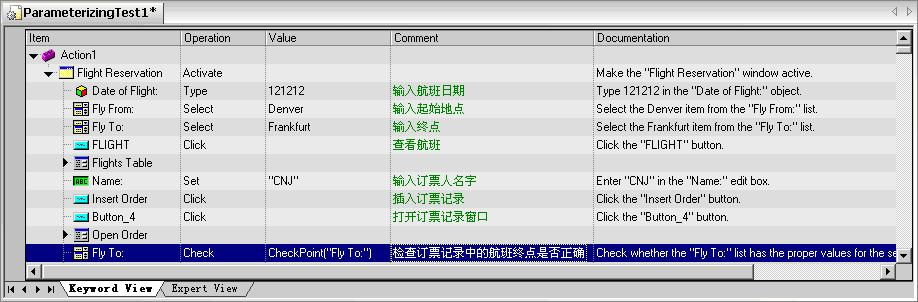 ParameterizingTest1*
Item Operation Value Comment Documentation
Action1
Flight Reservation Activate Make the "Flight Reservation" window active.
Date of Flight: Type 121212 输入航班日期 Type 121212 in the "Date of Flight:" object.
Fly From: Select Denver 输入起始地点 Select the Denver item from the "Fly From:" list.
Fly To: Select Frankfurt 输入终点 Select the Frankfurt item from the "Fly To:" list.
FLIGHT Click 查看航班 Click the "FLIGHT" button.
Flights Table
ABC Name: Set "CNJ" 输入订票人名字 Enter "CNJ" in the "Name:" edit box.
Insert Order Click 插入订票记录 Click the "Insert Order" button.
Button_4 Click 打开订票记录窗口 Click the "Button_4" button.
Open Order
Fly To: Check CheckPoint("Fly To:") 检查订票记录中的航班终点是否正确 Check whether the "Fly To:" list has the proper values for the se
Keyword View Expert View